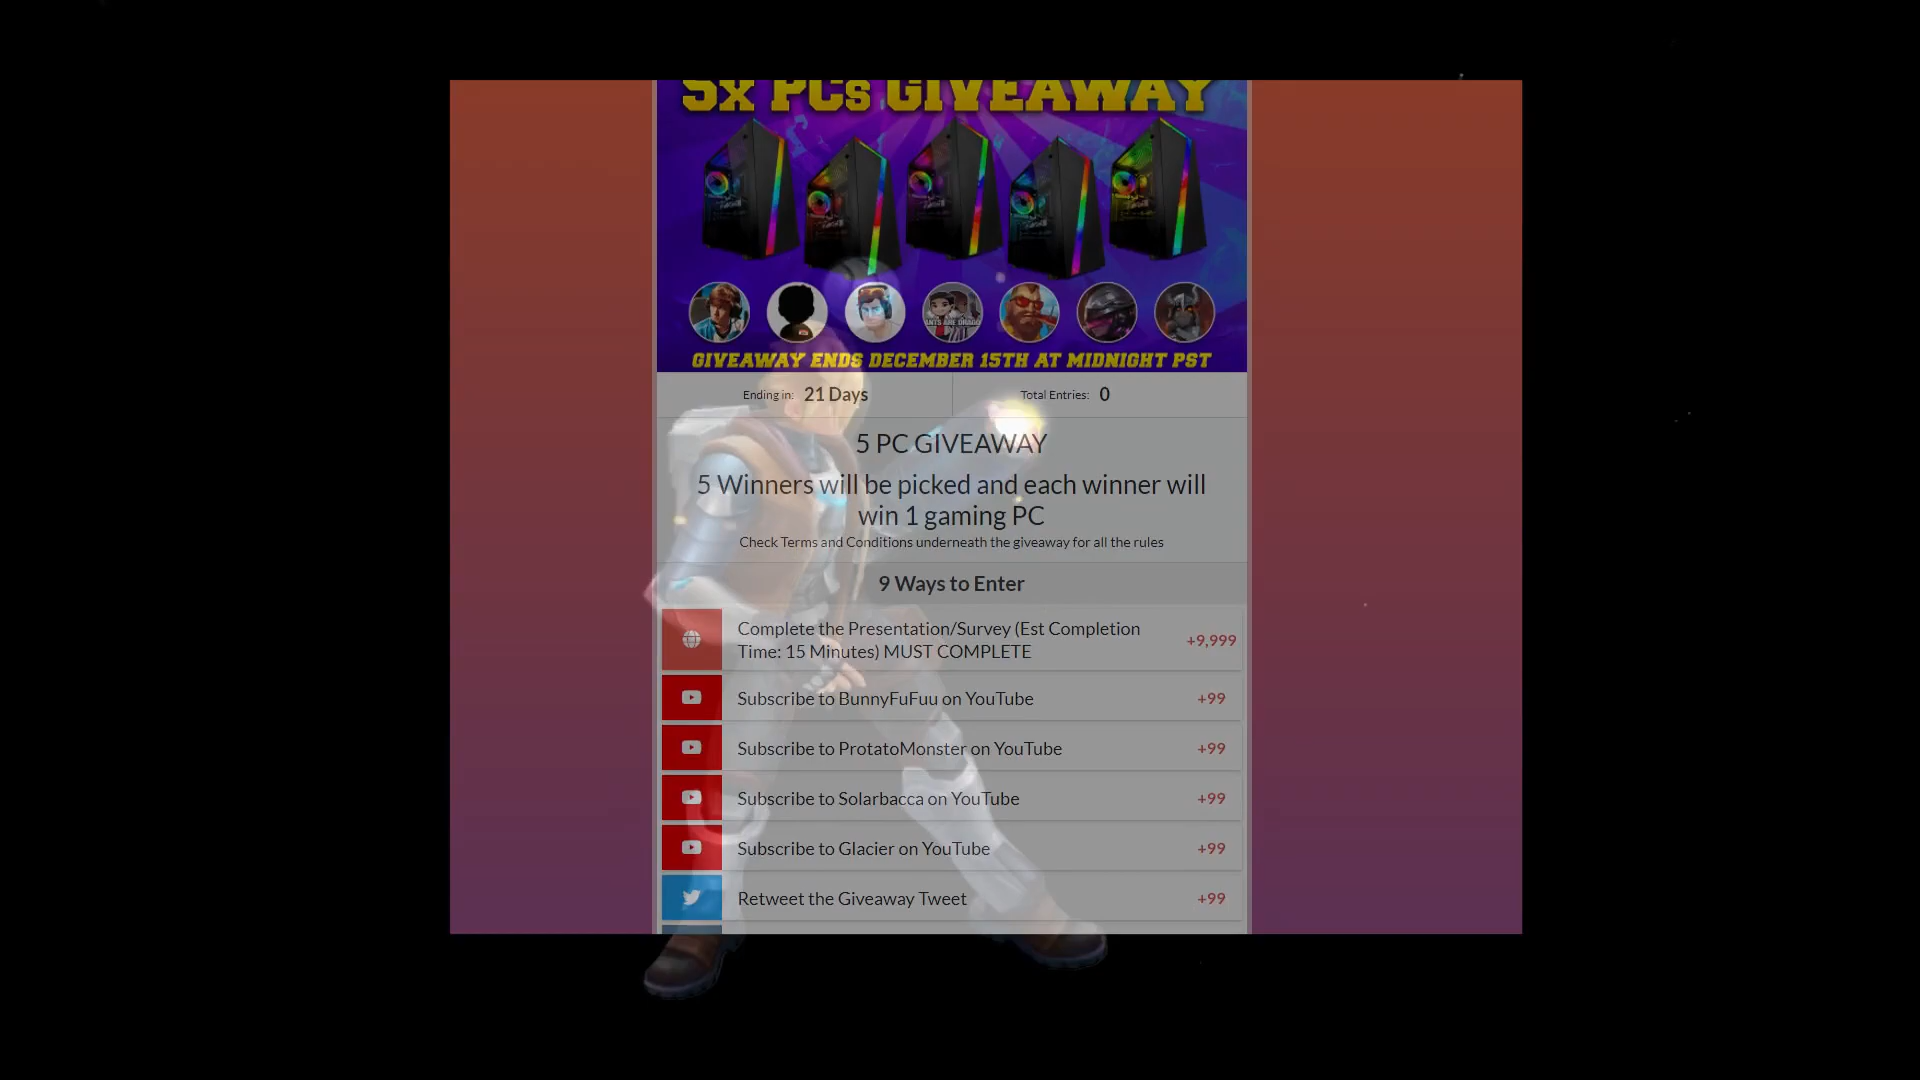 5x PCs GIVEAWAY
GIVEAWAY ENDS DECEMBER 15TH AT MIDNIGHT PST
Ending in: 21 Days
Total Entries: 0
5 PC GIVEAWAY
5 Winners will be picked and each winner will
win 1 gaming PC
Check Terms and Conditions underneath the giveaway for all the rules
9 Ways to Enter
Complete the Presentation/Survey (Est Completion
Time: 15 Minutes) MUST COMPLETE
+9,999
Subscribe to BunnyFuFuu on YouTube
+99
Subscribe to ProtatoMonster on YouTube
+99
Subscribe to Solarbacca on YouTube
+99
Subscribe to Glacier on YouTube
+99
Retweet the Giveaway Tweet
+99